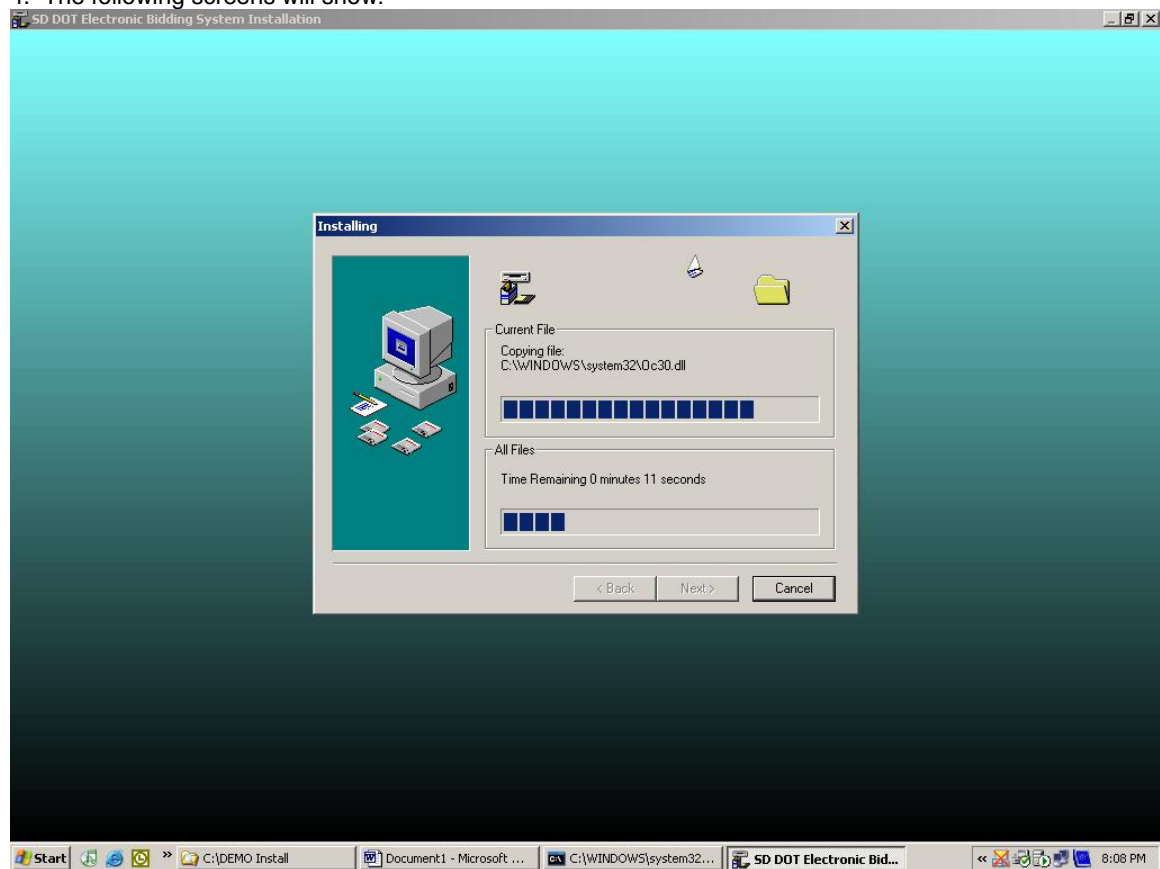 The following screens will show:
SD DOT Electronic Bidding System Installation
Installing
Current File
Copying file:
C:\WINDOWS\system32\Oc30.dll
All Files
Time Remaining 0 minutes 11 seconds
< Back Next > Cancel
Start » C:\DEMO Install Document1 - Microsoft ... C:\WINDOWS\system32... SD DOT Electronic Bid... « 8:08 PM